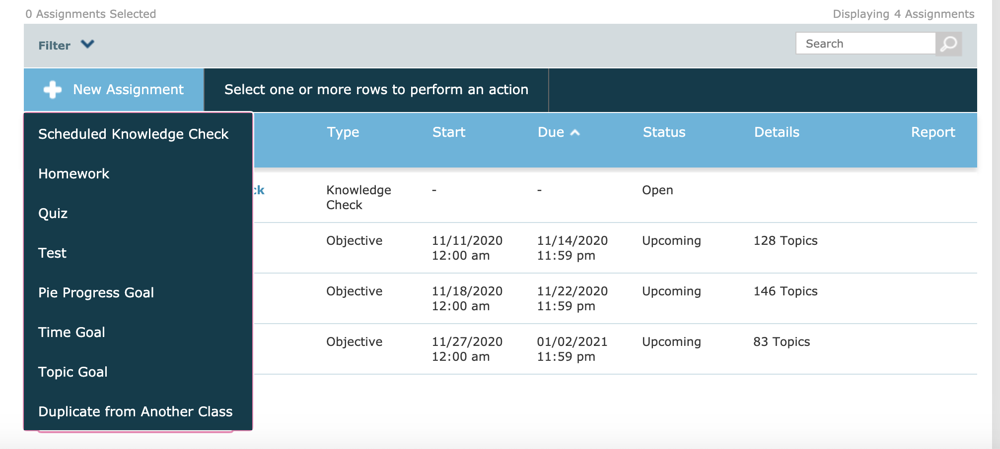 0 Assignments Selected
Displaying 4 Assignments
Filter
Search
New Assignment
Select one or more rows to perform an action
Scheduled Knowledge Check
Homework
Quiz
Test
Pie Progress Goal
Time Goal
Topic Goal
Duplicate from Another Class
Type Start Due Status Details Report
ck Knowledge - - Open
Check
Objective 11/11/2020 11/14/2020 Upcoming 128 Topics
12:00 am 11:59 pm
Objective 11/18/2020 11/22/2020 Upcoming 146 Topics
12:00 am 11:59 pm
Objective 11/27/2020 01/02/2021 Upcoming 83 Topics
12:00 am 11:59 pm